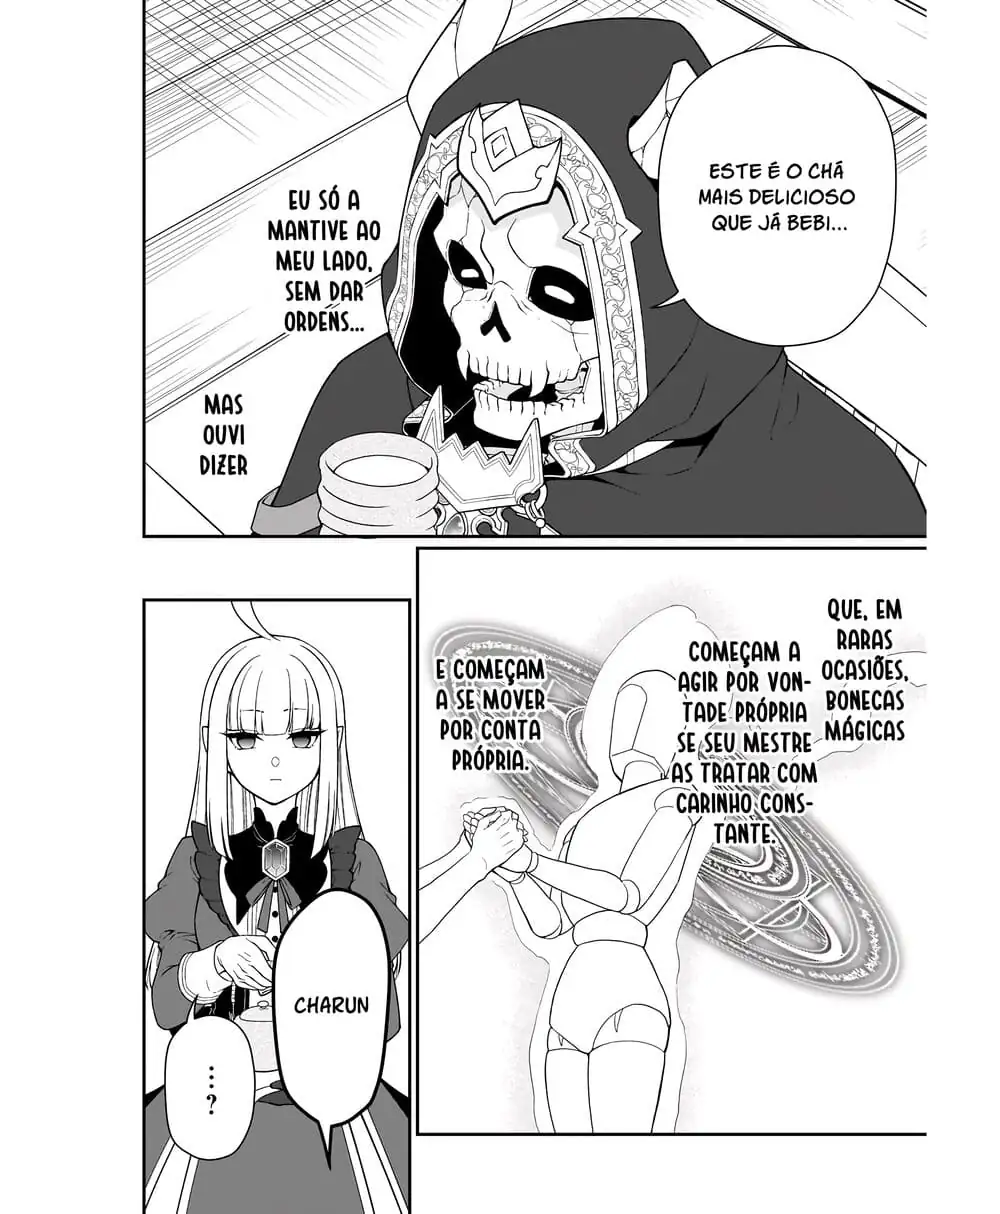 ESTE É O CHÁ
MAIS DELICIOSO
QUE JÁ BEBI...
EU SÓ A
MANTIVE AO
MEU LADO,
SEM DAR
ORDENS...
MAS
OUVI
DIZER
QUE, EM
RARAS
OCASIÕES,
BONECAS
MÁGICAS
COMEÇAM A
AGIR POR VON-
TADE PRÓPRIA
SE SEU MESTRE
AS TRATAR COM
CARINHO CONS-
TANTE.
E COMEÇAM
A SE MOVER
POR CONTA
PRÓPRIA.
CHARUN
...?